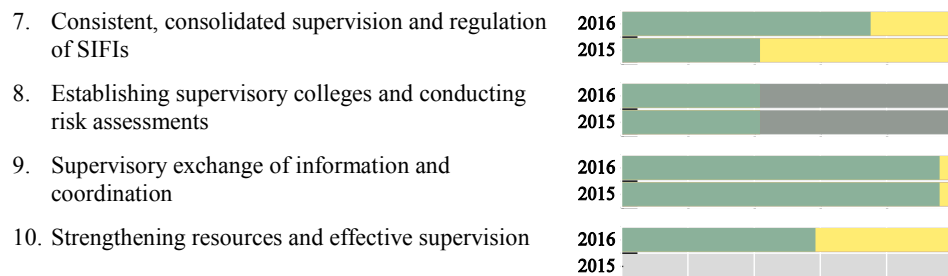 7. Consistent, consolidated supervision and regulation
of SIFIs
2016
2015
8. Establishing supervisory colleges and conducting
risk assessments
2016
2015
9. Supervisory exchange of information and
coordination
2016
2015
10. Strengthening resources and effective supervision
2016
2015